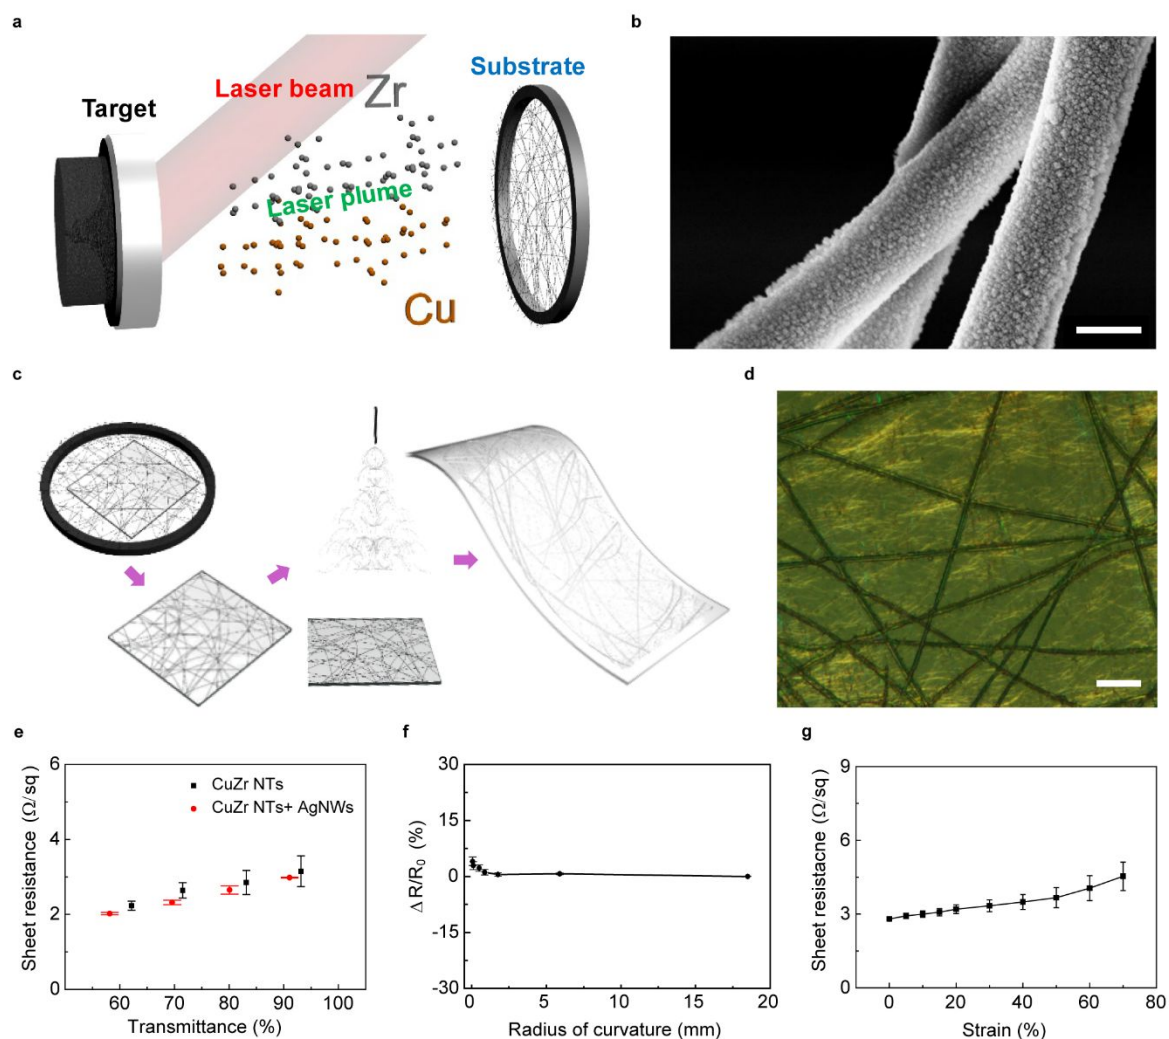 a
Target
Laser beam
Zr
Laser plume
Cu
Substrate
b
c
d
e
Sheet resistance (Ω/sq)
6
4
2
0
CuZr NTs
CuZr NTs+ AgNWs
60 70 80 90 100
Transmittance (%)
f
Δ R/R₀ (%)
30
15
0
-15
-30
0 5 10 15 20
Radius of curvature (mm)
g
Sheet resistacne (Ω/sq)
9
6
3
0
0 20 40 60 80
Strain (%)